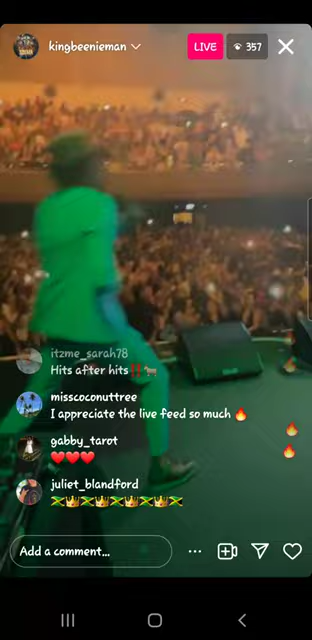 kingbeenieman
LIVE
357
itzme_sarah78
Hits after hits‼️🐐
misscoconuttree
I appreciate the live feed so much 🔥
gabby_tarot
❤️❤️❤️
juliet_blandford
🇯🇲👑🇯🇲👑🇯🇲👑🇯🇲👑🇯🇲
Add a comment...